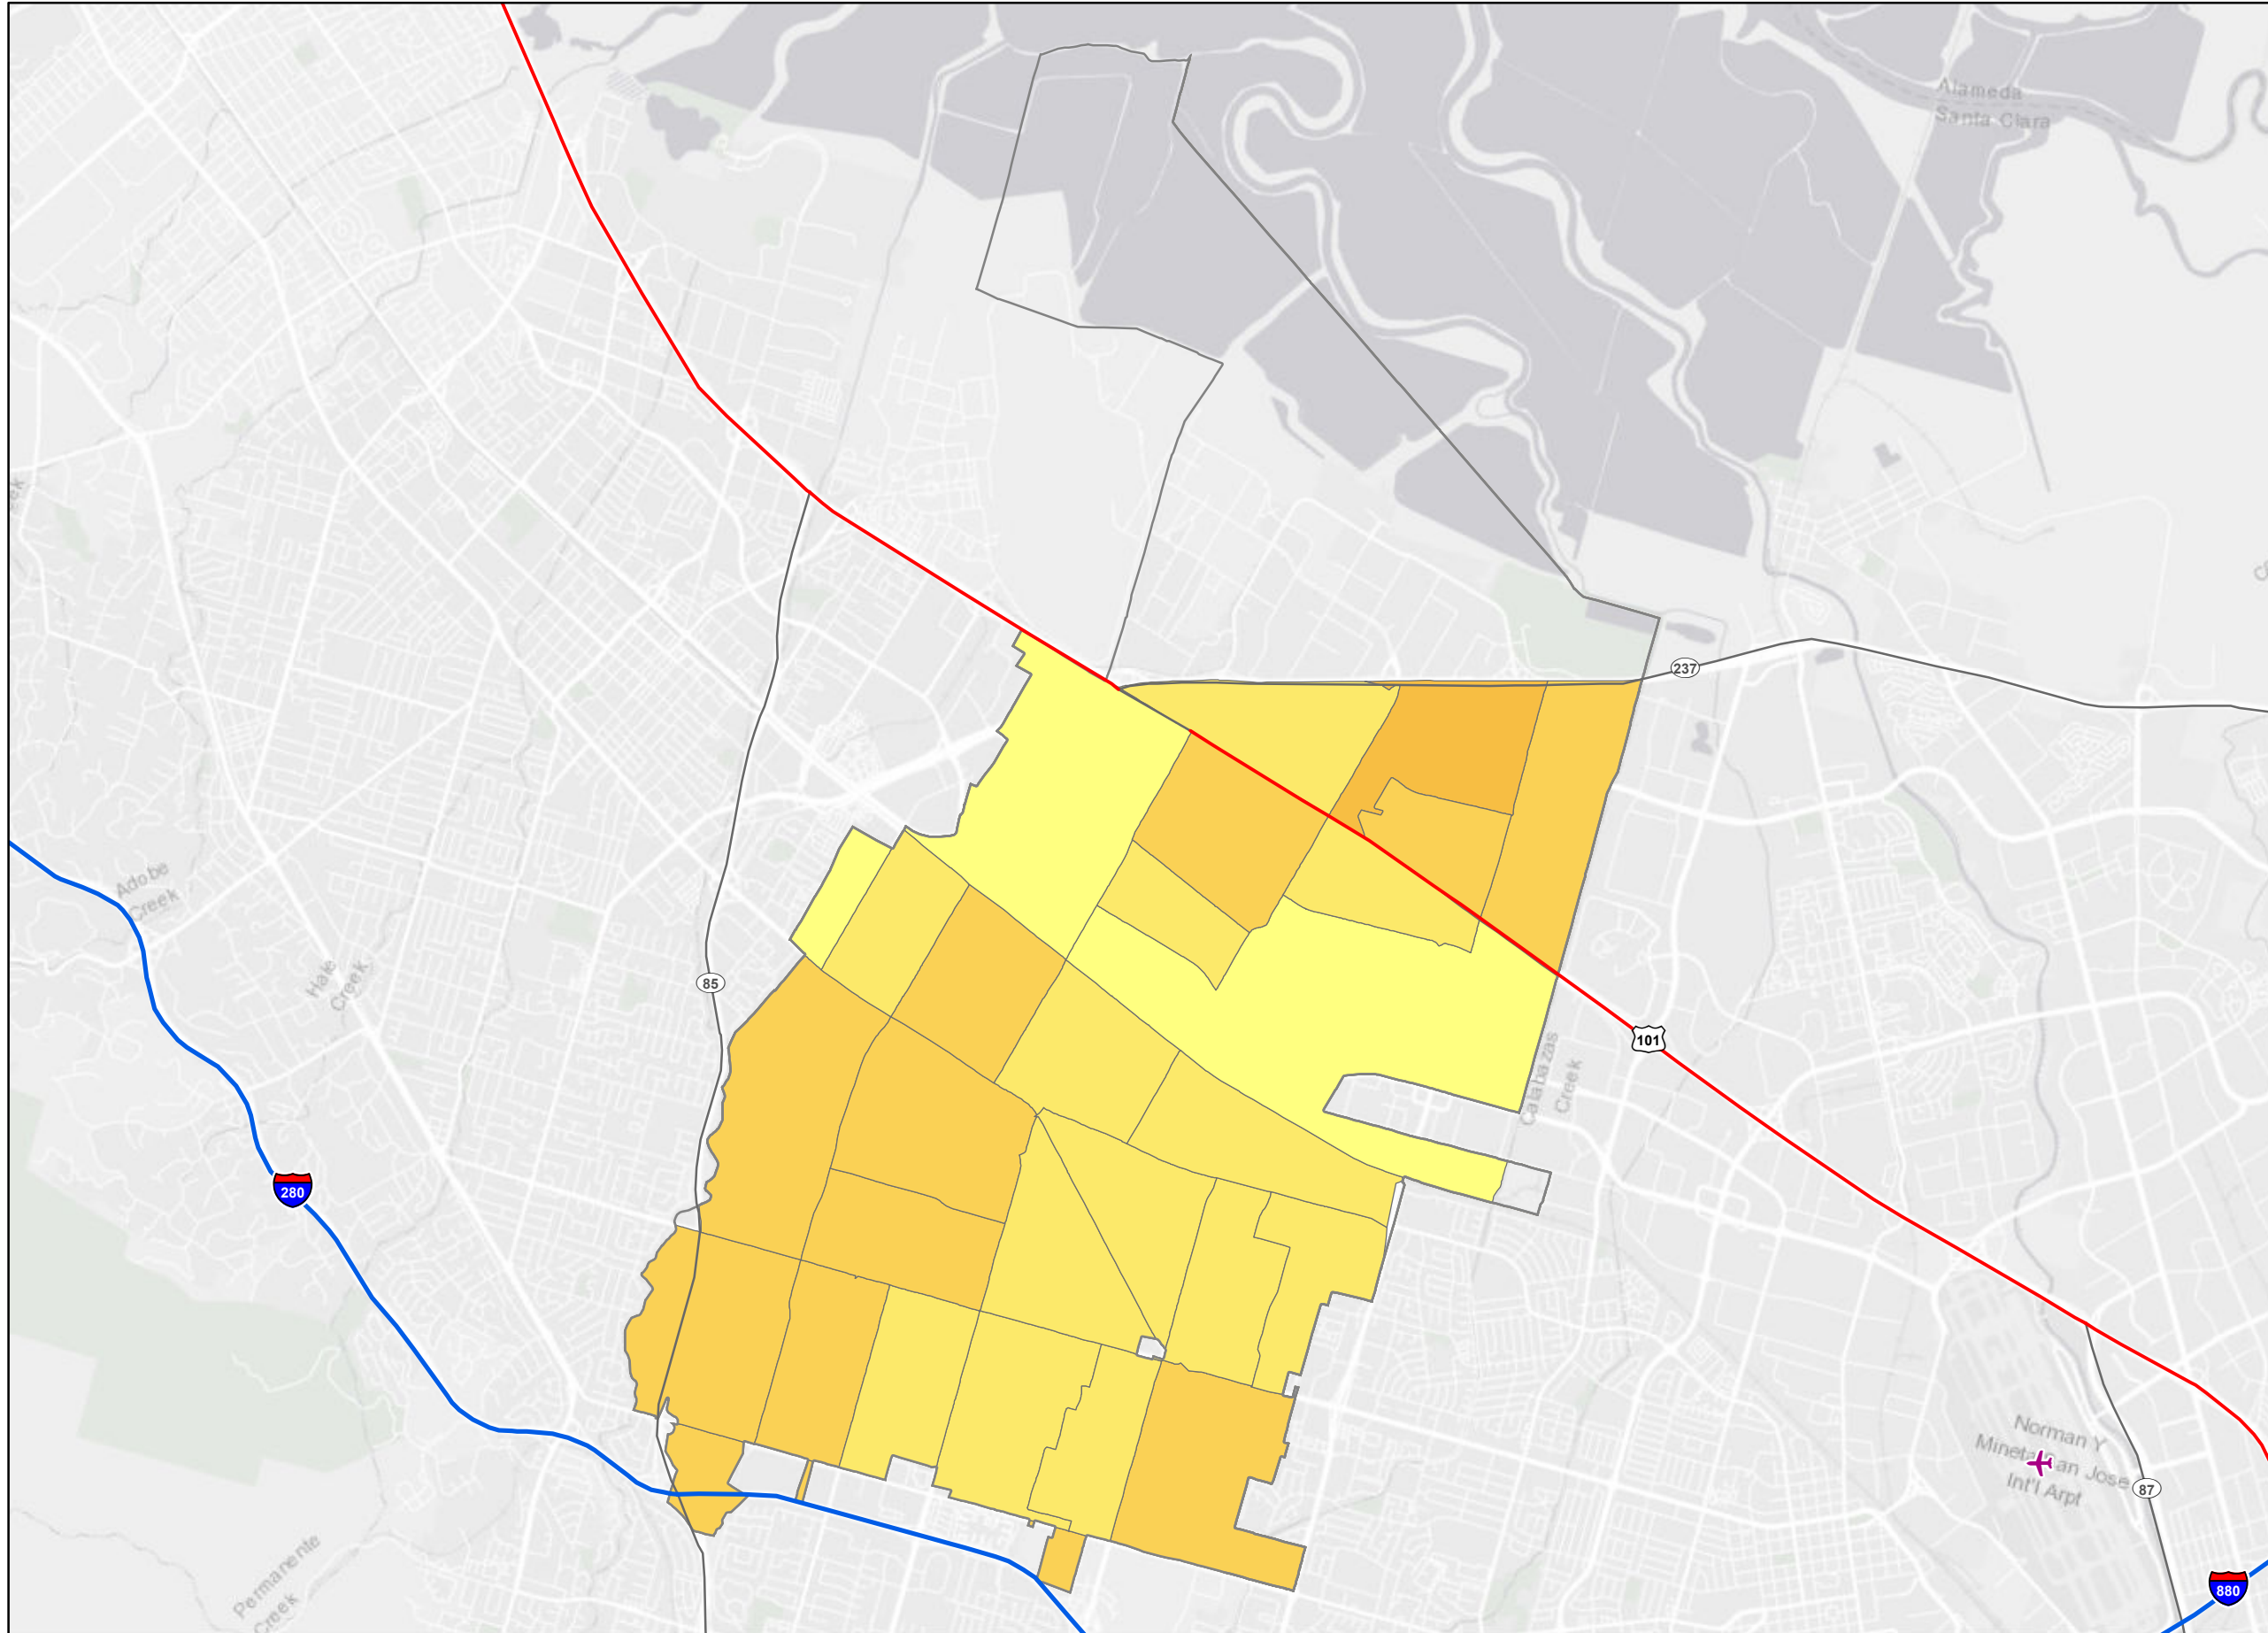 Alameda
Santa Clara
237
Adobe
Creek
Hale
Creek
85
101
Calabazas
Creek
280
Norman Y
Mineta San Jose
Int'l Arpt
87
Permanente
Creek
880